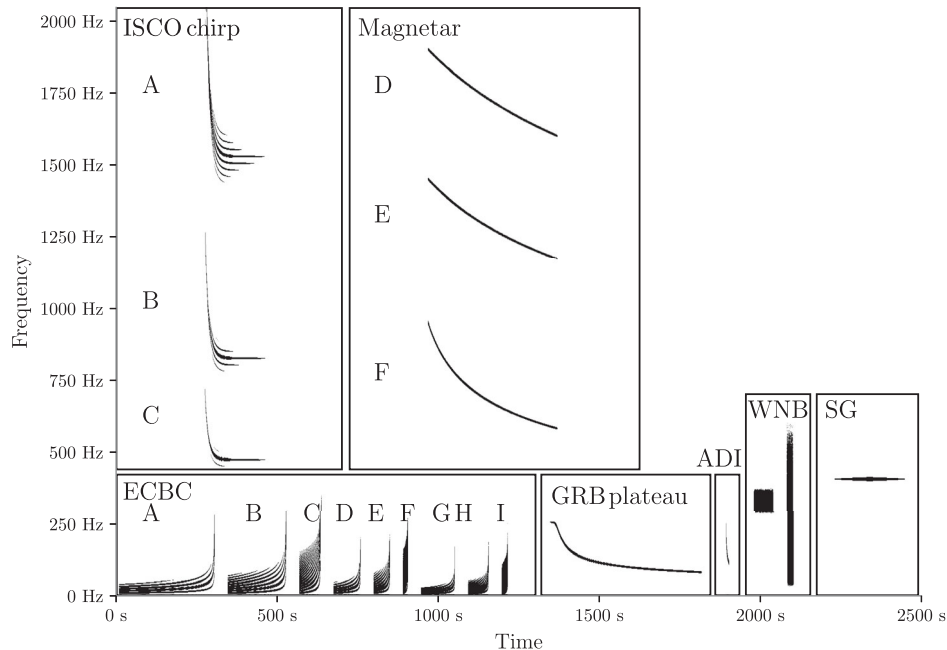 2000 Hz
ISCO chirp
Magnetar
A
D
1750 Hz
1500 Hz
E
1250 Hz
B
1000 Hz
F
750 Hz
C
WNB
SG
500 Hz
ADI
ECBC
GRB plateau
A B C D E F G H I
250 Hz
0 Hz
0 s 500 s 1000 s 1500 s 2000 s 2500 s
Frequency
Time